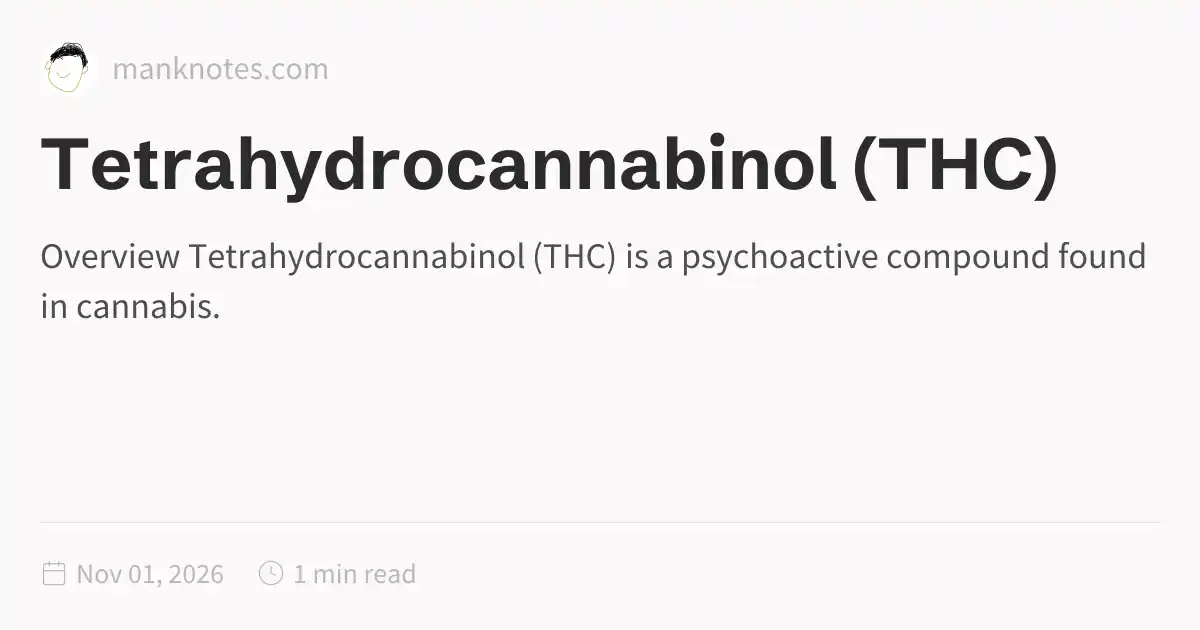 manknotes.com
Tetrahydrocannabinol (THC)
Overview Tetrahydrocannabinol (THC) is a psychoactive compound found
in cannabis.
Nov 01, 2026 1 min read